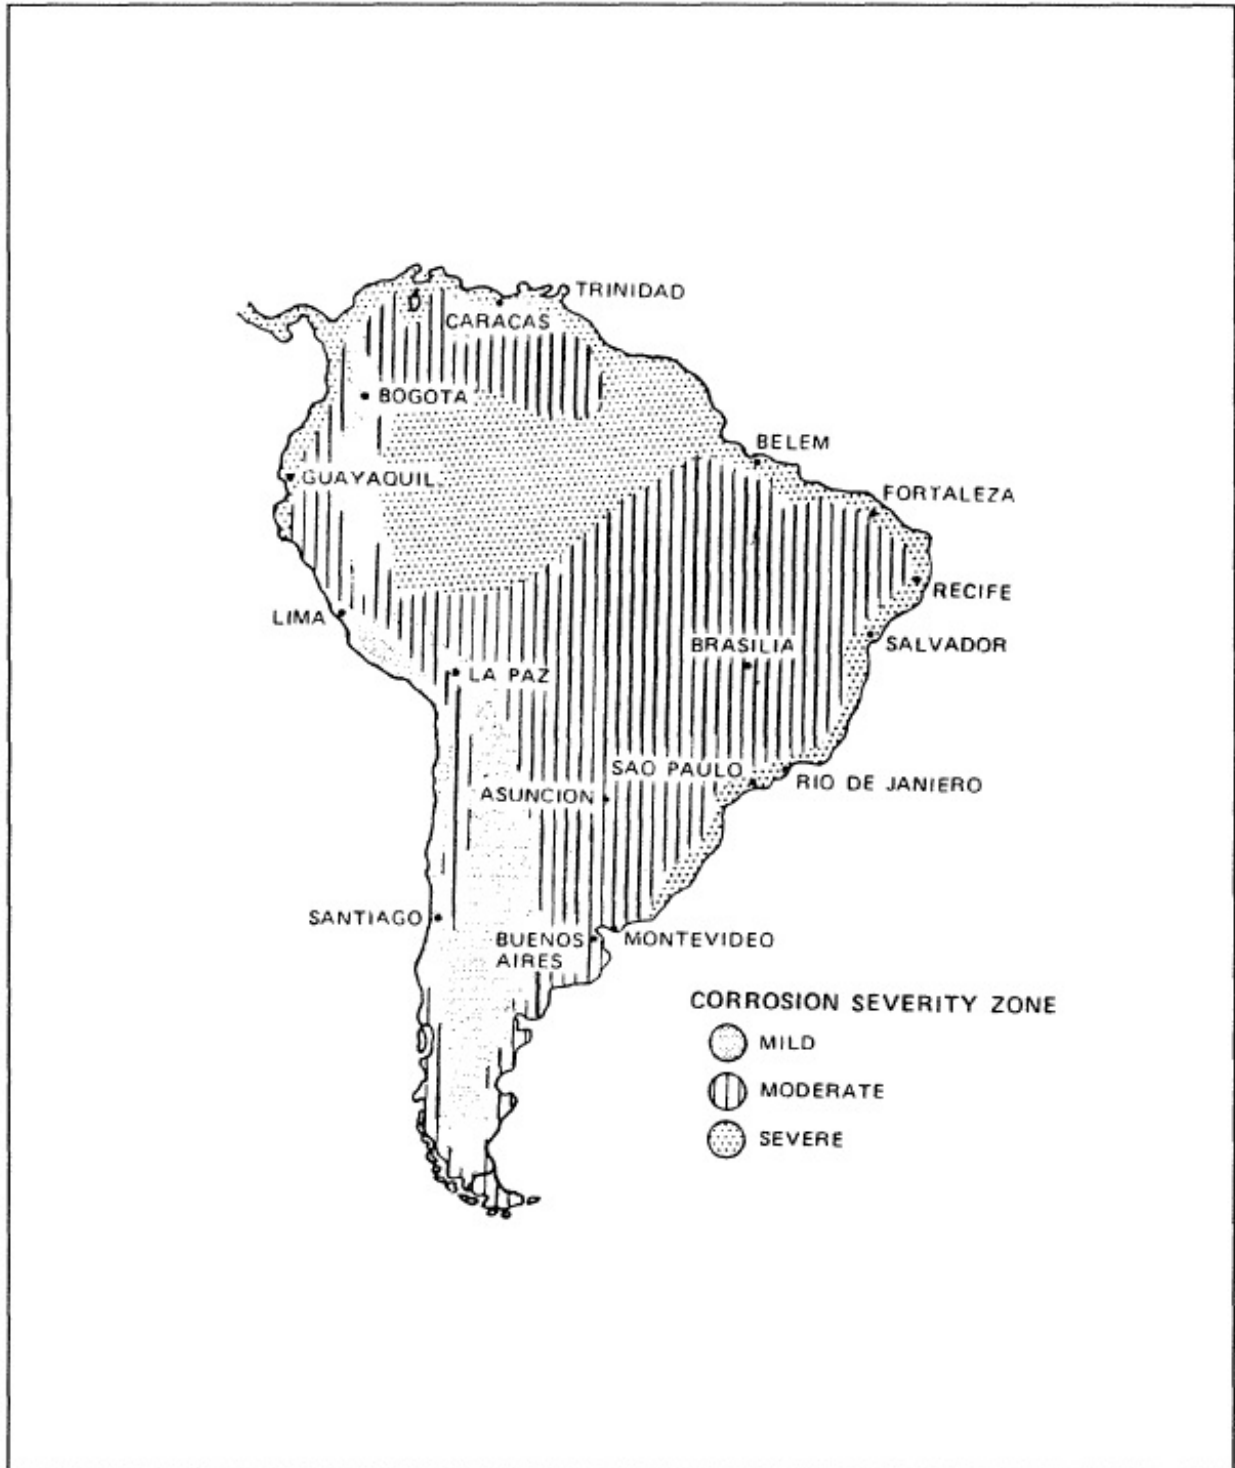 TRINIDAD
CARACAS
BOGOTA
BELEM
GUAYAQUIL
FORTALEZA
RECIFE
LIMA
BRASILIA
SALVADOR
LA PAZ
SAO PAULO
RIO DE JANIERO
ASUNCION
SANTIAGO
BUENOS
AIRES
MONTEVIDEO
CORROSION SEVERITY ZONE
MILD
MODERATE
SEVERE